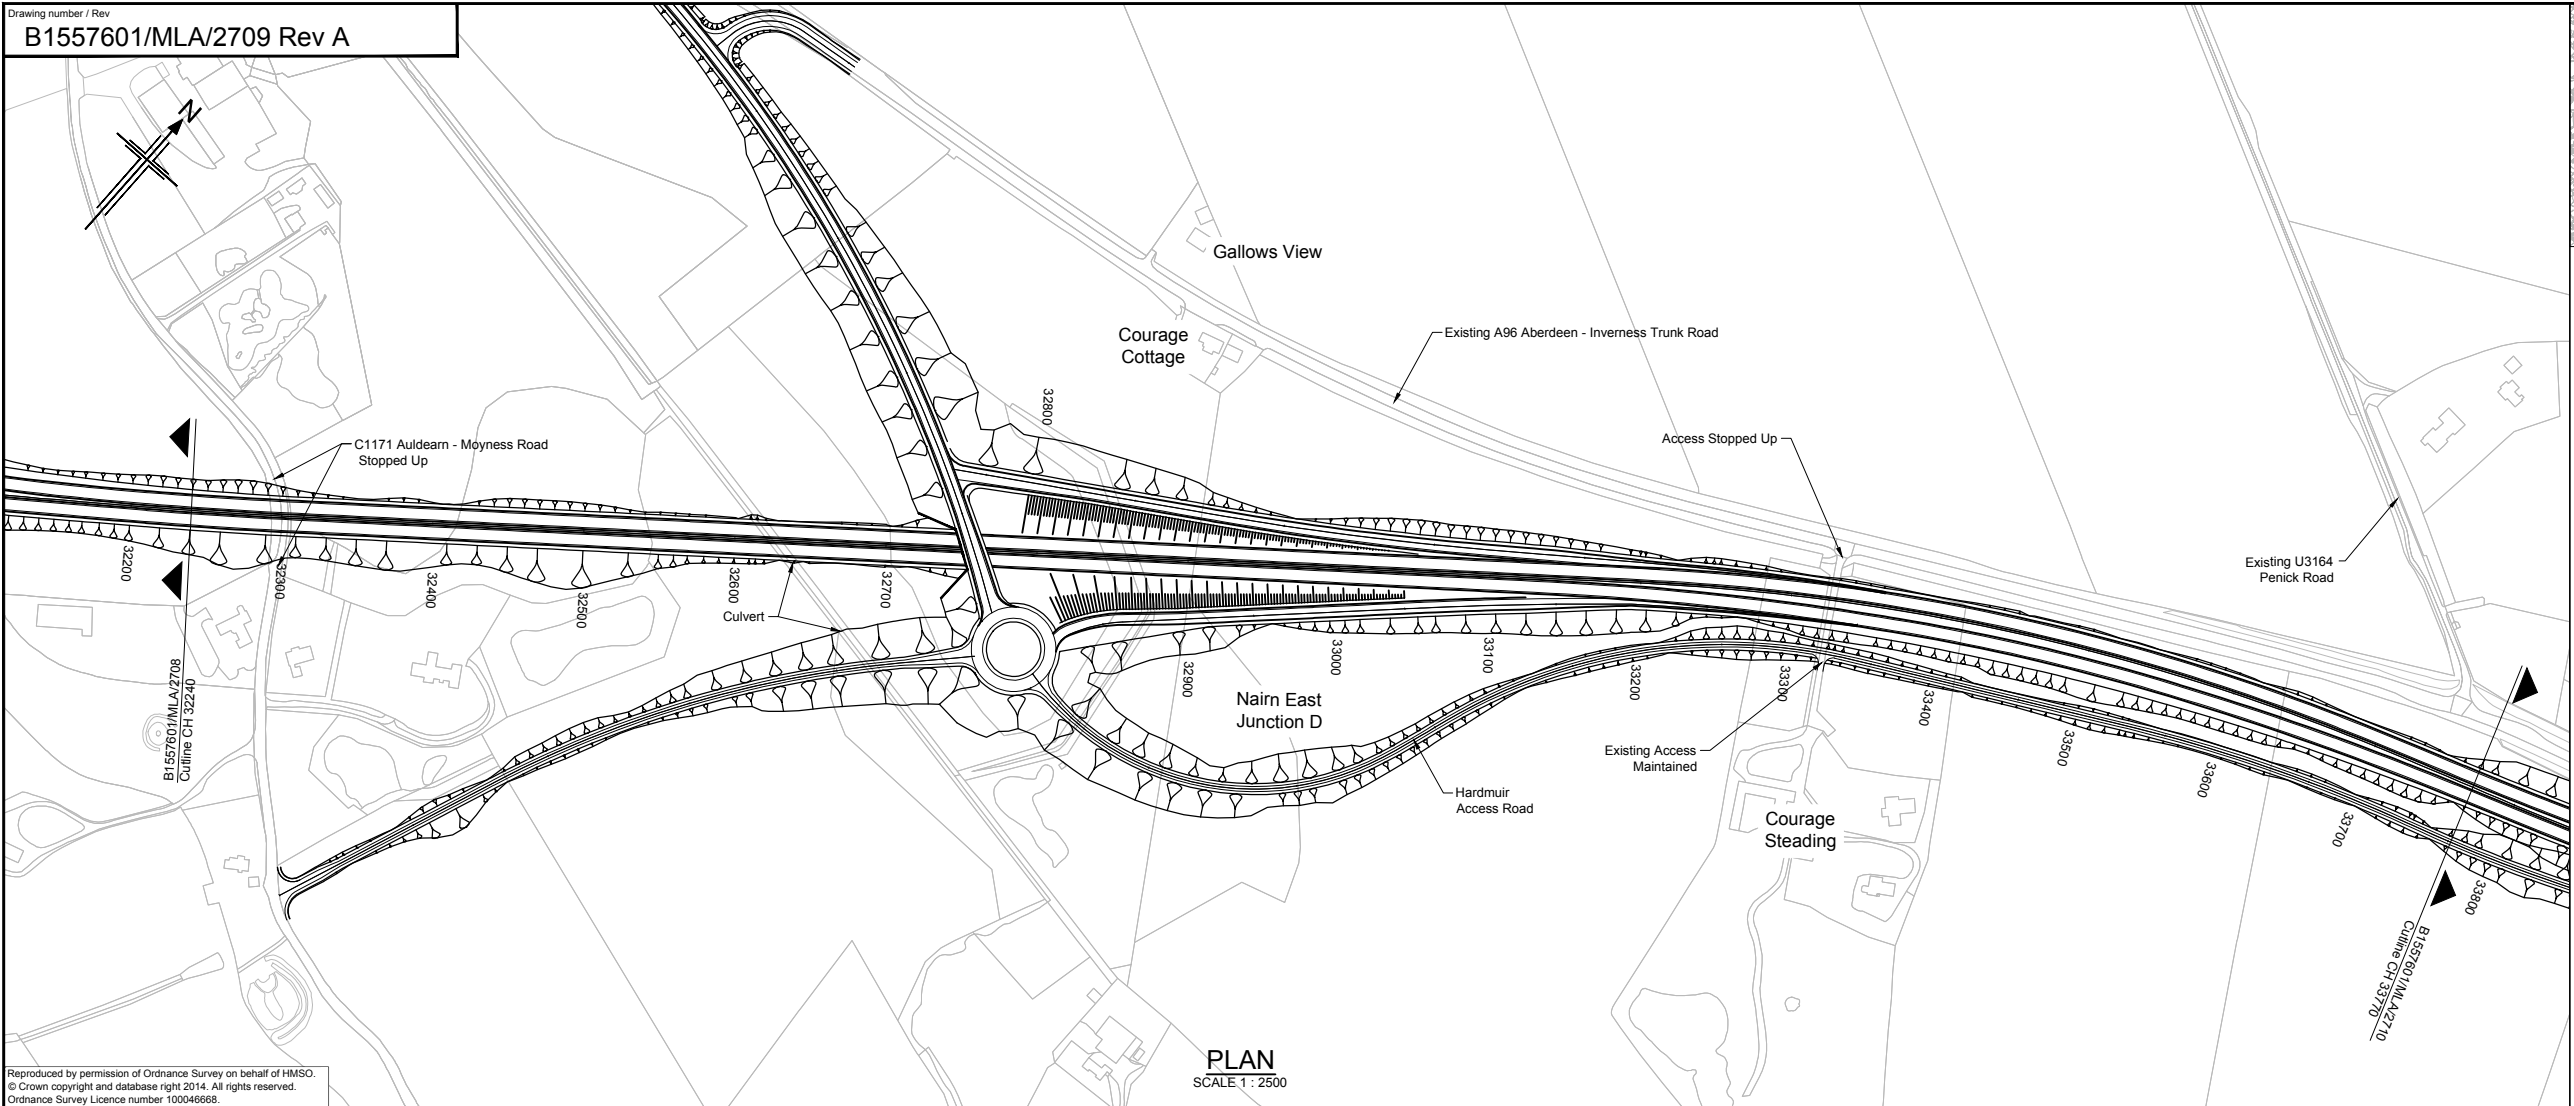 Drawing number / Rev
B1557601/MLA/2709 Rev A
N
Gallows View
Courage
Cottage
Existing A96 Aberdeen - Inverness Trunk Road
32800
C1171 Auldearn - Moyness Road
Stopped Up
Access Stopped Up
Existing U3164
Penick Road
32200
32300
32400
32500
32600
32700
Culvert
32900
33000
33100
33200
33300
33400
33500
33600
33700
33800
B1557601/MLA/2708
Cutline CH 32240
Nairn East
Junction D
Existing Access
Maintained
Hardmuir
Access Road
Courage
Steading
B1557601/MLA/2710
Cutline CH 33770
PLAN
SCALE 1 : 2500
Reproduced by permission of Ordnance Survey on behalf of HMSO.
© Crown copyright and database right 2014. All rights reserved.
Ordnance Survey Licence number 100046668.